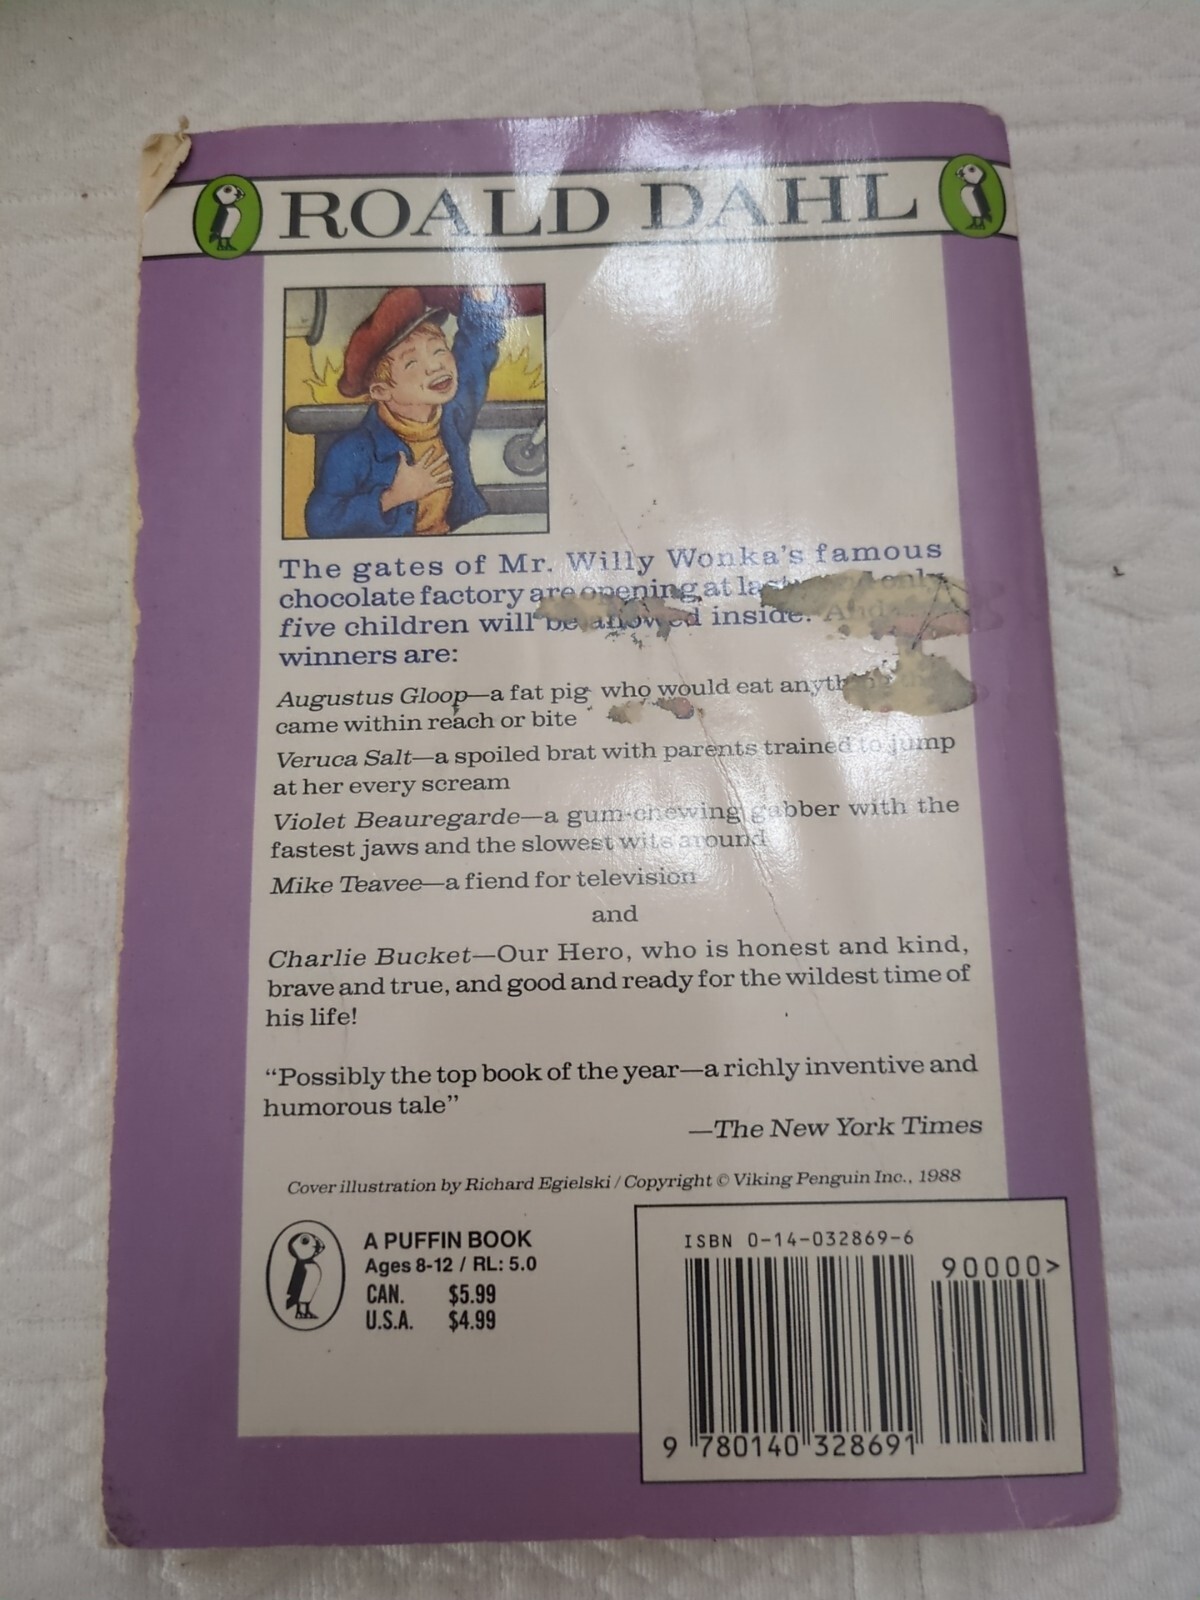 ROALD DAHL
The gates of Mr. Willy Wonka's famous
chocolate factory are opening at last only
five children will be allowed inside. And
winners are:
Augustus Gloop—a fat pig who would eat anything
came within reach or bite
Veruca Salt—a spoiled brat with parents trained to jump
at her every scream
Violet Beauregarde—a gum-chewing gabber with the
fastest jaws and the slowest wits around
Mike Teavee—a fiend for television
and
Charlie Bucket—Our Hero, who is honest and kind,
brave and true, and good and ready for the wildest time of
his life!
“Possibly the top book of the year—a richly inventive and
humorous tale”
—The New York Times
Cover illustration by Richard Egielski / Copyright © Viking Penguin Inc., 1988
A PUFFIN BOOK
Ages 8-12 / RL: 5.0
CAN. $5.99
U.S.A. $4.99
ISBN 0-14-032869-6
90000>
9 780140 328691